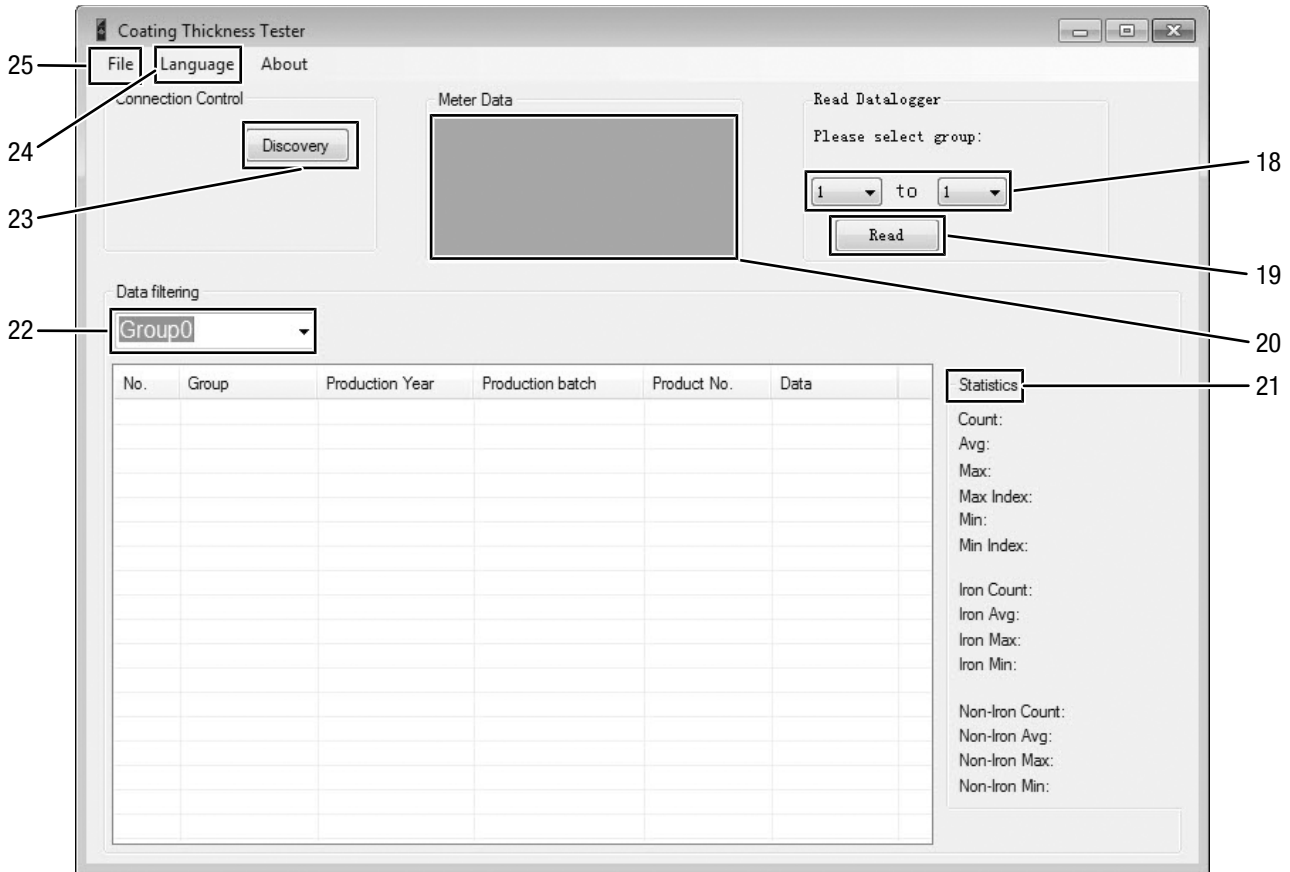 Coating Thickness Tester
25 File Language About
Connection Control Meter Data Read Datalogger
Please select group:
24 Discovery 18
1 to 1
23 Read
19
Data filtering
22 Group0 20
No. Group Production Year Production batch Product No. Data Statistics 21
Count:
Avg:
Max:
Max Index:
Min:
Min Index:
Iron Count:
Iron Avg:
Iron Max:
Iron Min:
Non-Iron Count:
Non-Iron Avg:
Non-Iron Max:
Non-Iron Min: